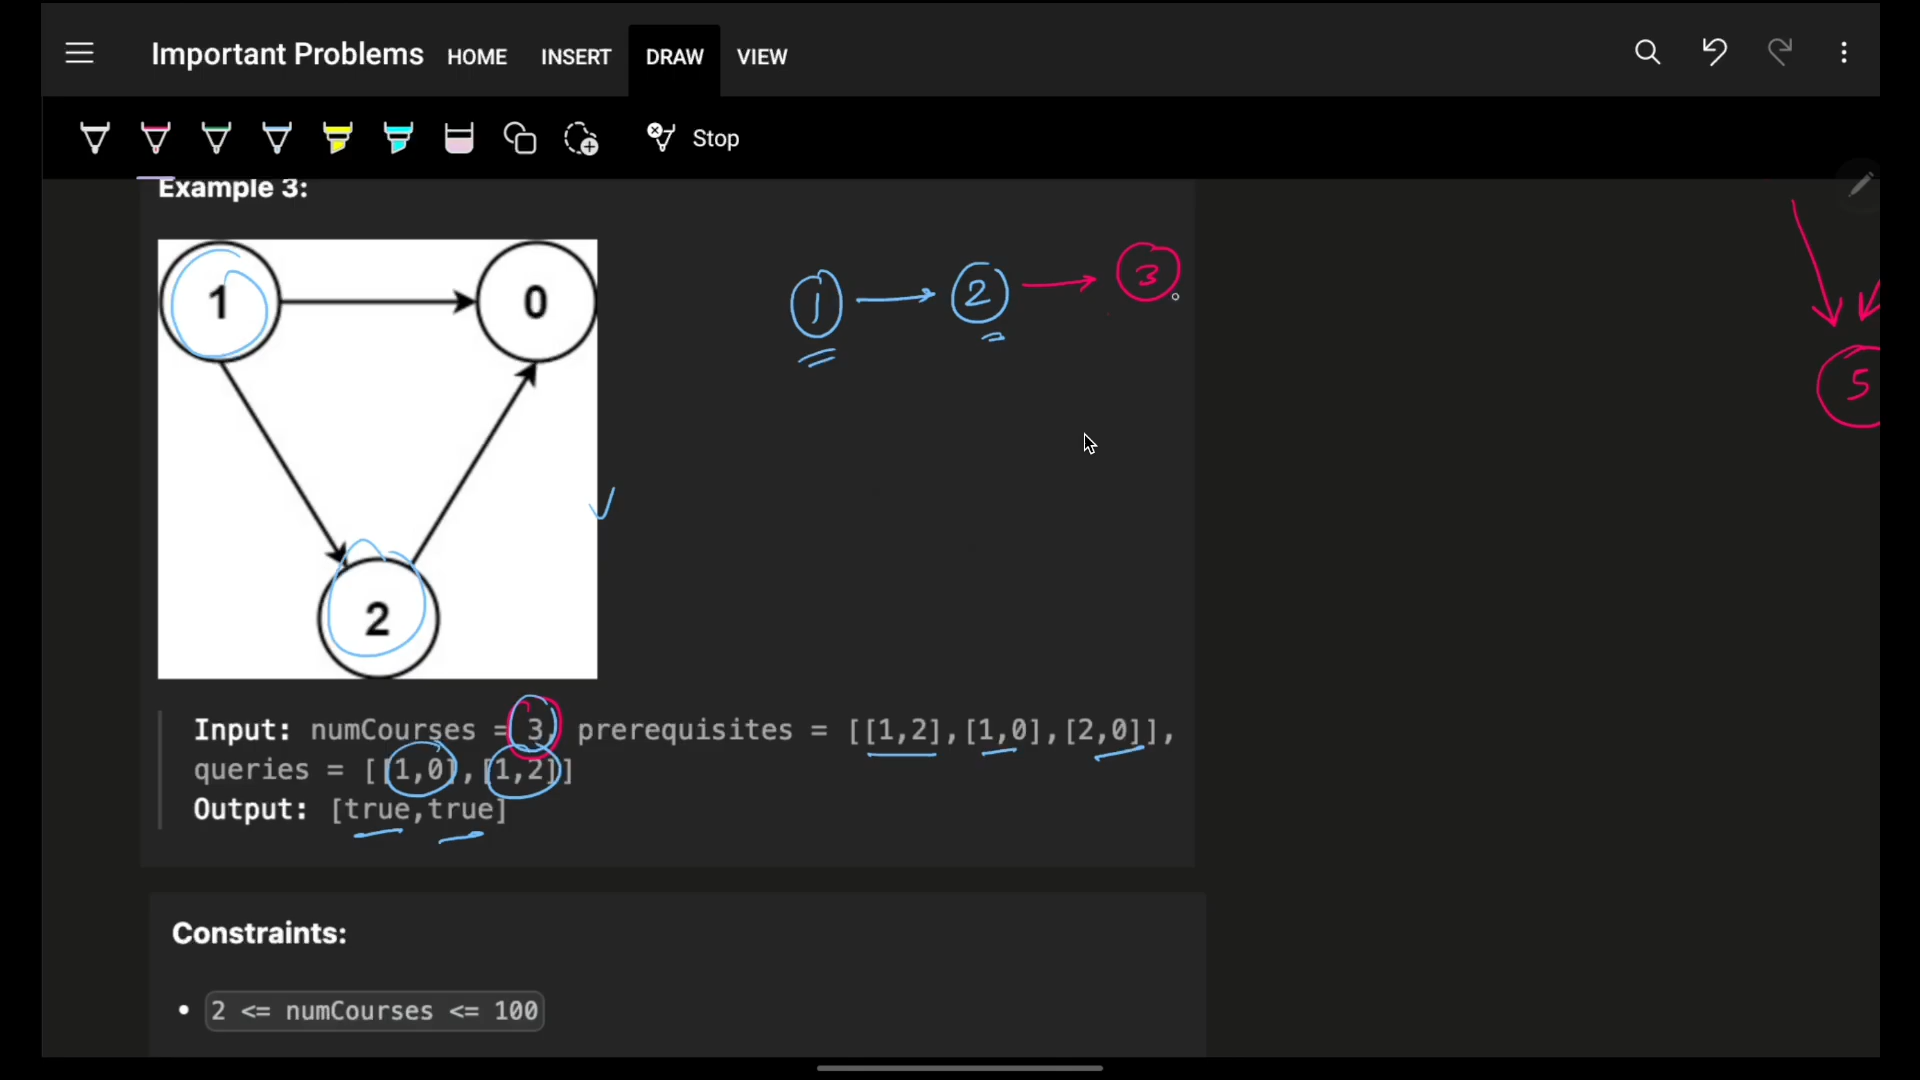 Important Problems HOME INSERT DRAW VIEW
Stop
Example 3:
1 0
2
1 2 3
5
Input: numCourses = 3, prerequisites = [[1,2],[1,0],[2,0]],
queries = [[1,0],[1,2]]
Output: [true,true]
Constraints:
• 2 <= numCourses <= 100